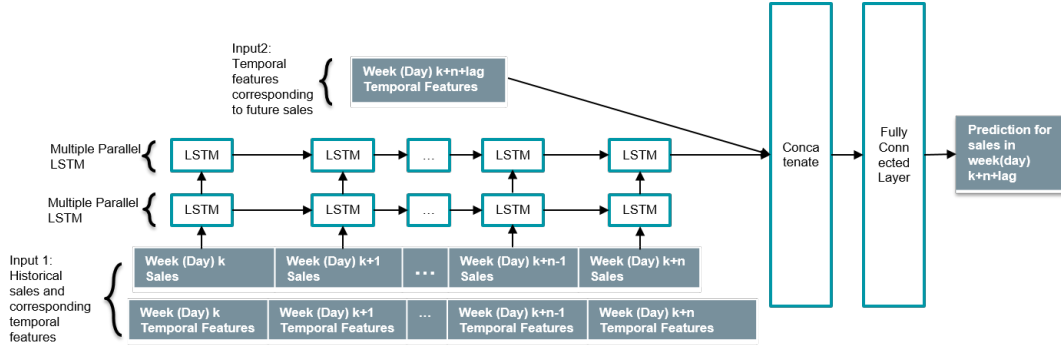 Input2:
Temporal
features
corresponding
to future sales
Week (Day) k+n+lag
Temporal Features
Multiple Parallel
LSTM
LSTM
LSTM
...
LSTM
LSTM
Multiple Parallel
LSTM
LSTM
LSTM
...
LSTM
LSTM
Conca
tenate
Fully
Conn
ected
Layer
Prediction for
sales in
week(day)
k+n+lag
Input 1:
Historical
sales and
corresponding
temporal
features
Week (Day) k
Sales
Week (Day) k+1
Sales
...
Week (Day) k+n-1
Sales
Week (Day) k+n
Sales
Week (Day) k
Temporal Features
Week (Day) k+1
Temporal Features
...
Week (Day) k+n-1
Temporal Features
Week (Day) k+n
Temporal Features